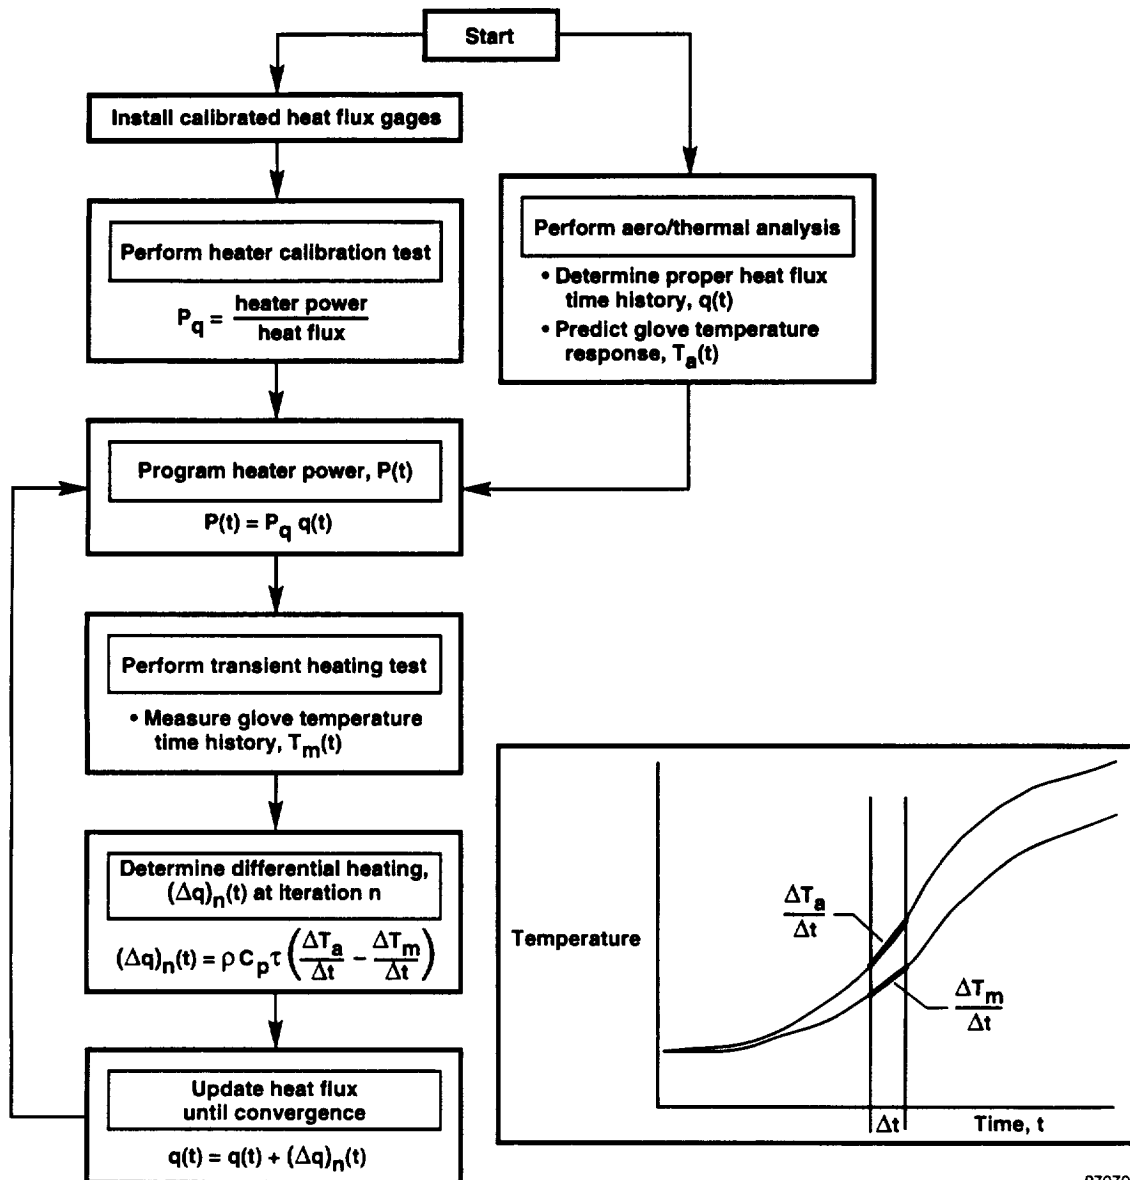 Start
Install calibrated heat flux gages
Perform heater calibration test
P_q = heater power / heat flux
Perform aero/thermal analysis
• Determine proper heat flux
time history, q(t)
• Predict glove temperature
response, T_a(t)
Program heater power, P(t)
P(t) = P_q q(t)
Perform transient heating test
• Measure glove temperature
time history, T_m(t)
Determine differential heating,
(Δq)_n(t) at iteration n
(Δq)_n(t) = ρ C_p τ (ΔT_a/Δt − ΔT_m/Δt)
Update heat flux
until convergence
q(t) = q(t) + (Δq)_n(t)
Temperature
ΔT_a/Δt
ΔT_m/Δt
Δt
Time, t